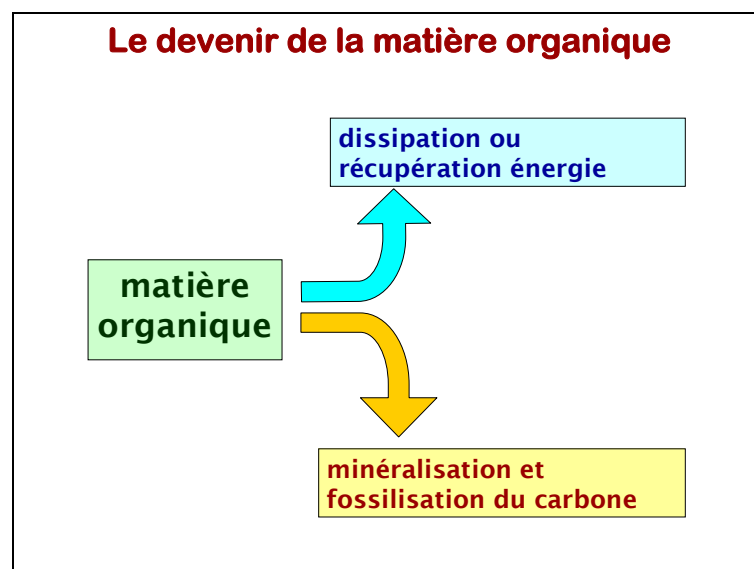 Le devenir de la matière organique
dissipation ou
récupération énergie
matière
organique
minéralisation et
fossilisation du carbone